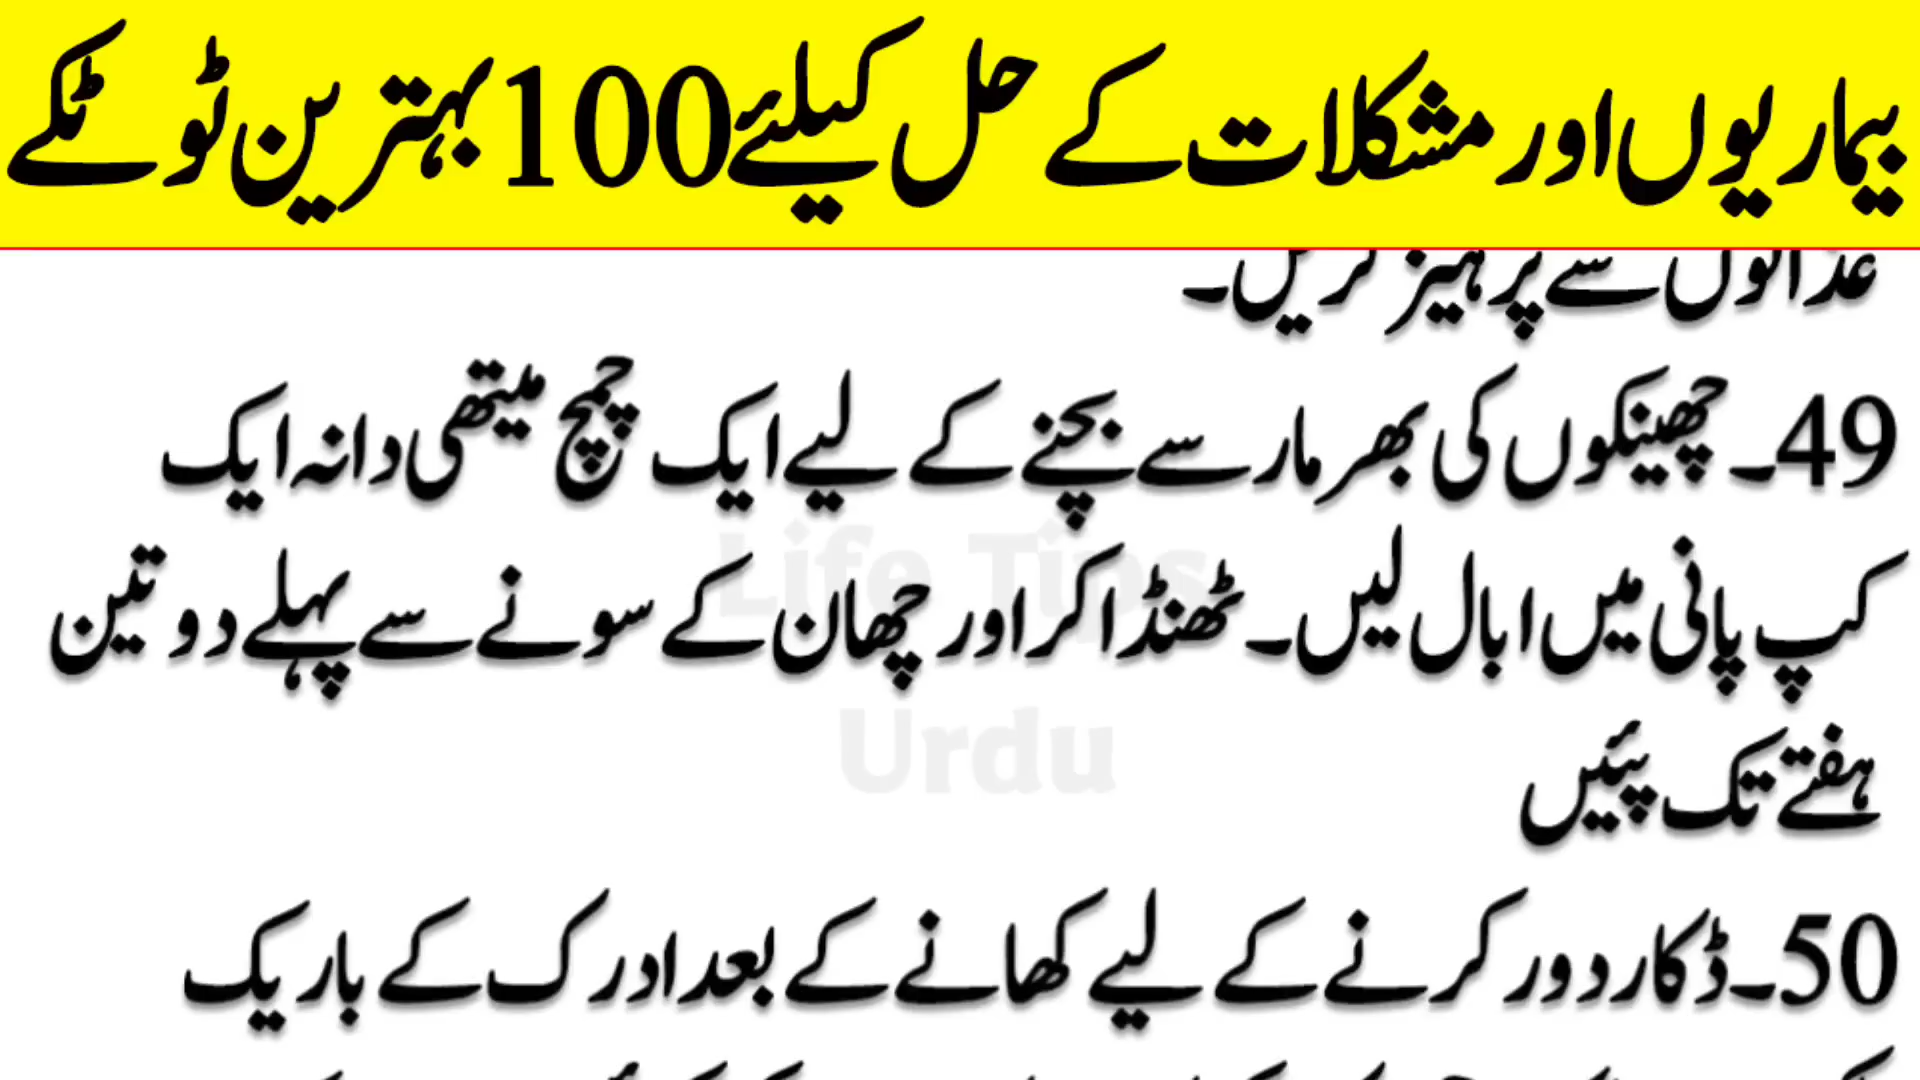 بیماریوں اور مشکلات کے حل کیلئے 100 بہترین ٹوٹکے
غذائوں سے پرہیز کریں۔
49۔ چھینکوں کی بھرمار سے بچنے کے لیے ایک چمچ میتھی دانہ ایک
کپ پانی میں ابال لیں۔ ٹھنڈا کر اور چھان کے سونے سے پہلے دو تین
ہفتے تک پئیں
50۔ ڈکار دور کرنے کے لیے کھانے کے بعد ادرک کے باریک
Life Tips
Urdu